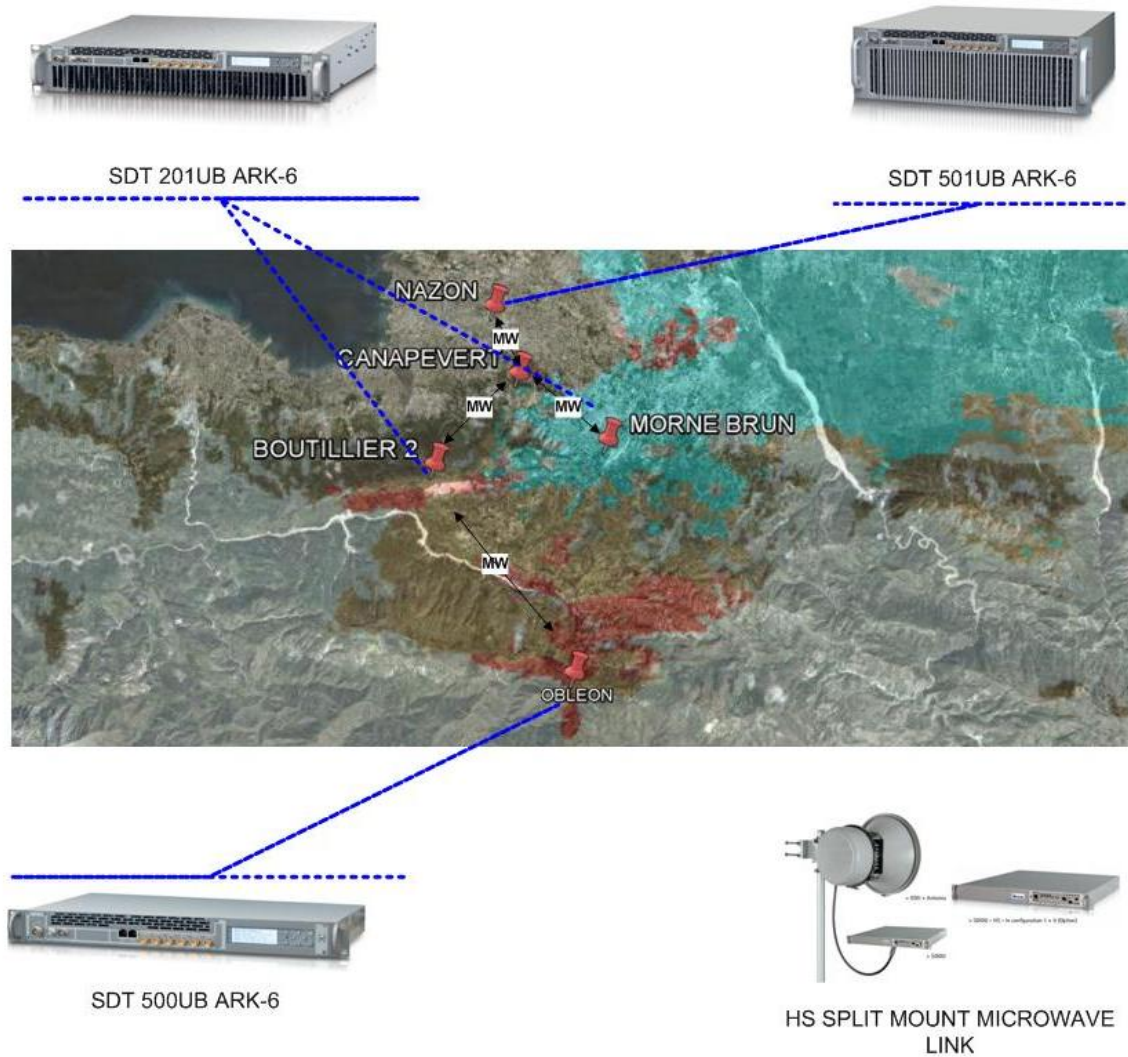 SDT 201UB ARK-6
SDT 501UB ARK-6
NAZON
MW
CANAPEVERT
MW
MW
MORNE BRUN
BOUTILLIER 2
MW
OBLEON
SDT 500UB ARK-6
HS SPLIT MOUNT MICROWAVE
LINK